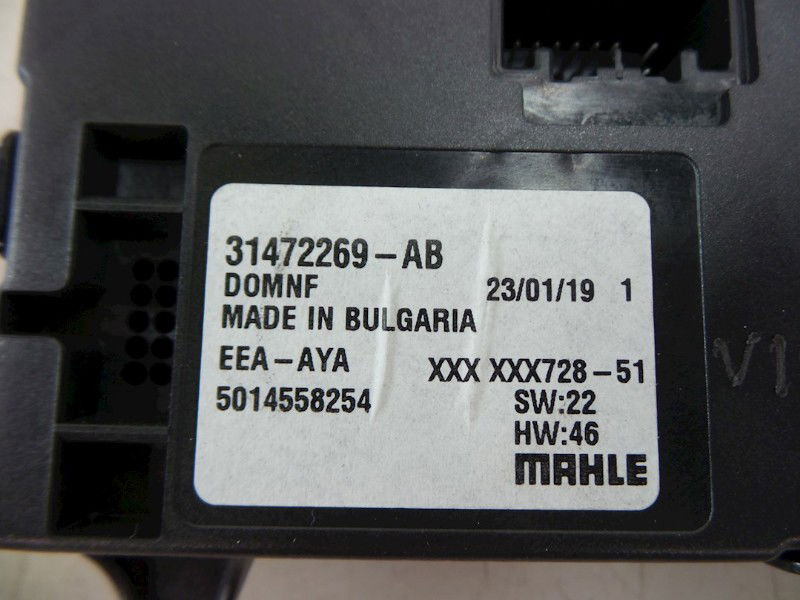 31472269-AB
DOMNF 23/01/19 1
MADE IN BULGARIA
EEA-AYA XXX XXX728-51
5014558254 SW:22
HW:46
MAHLE
V1